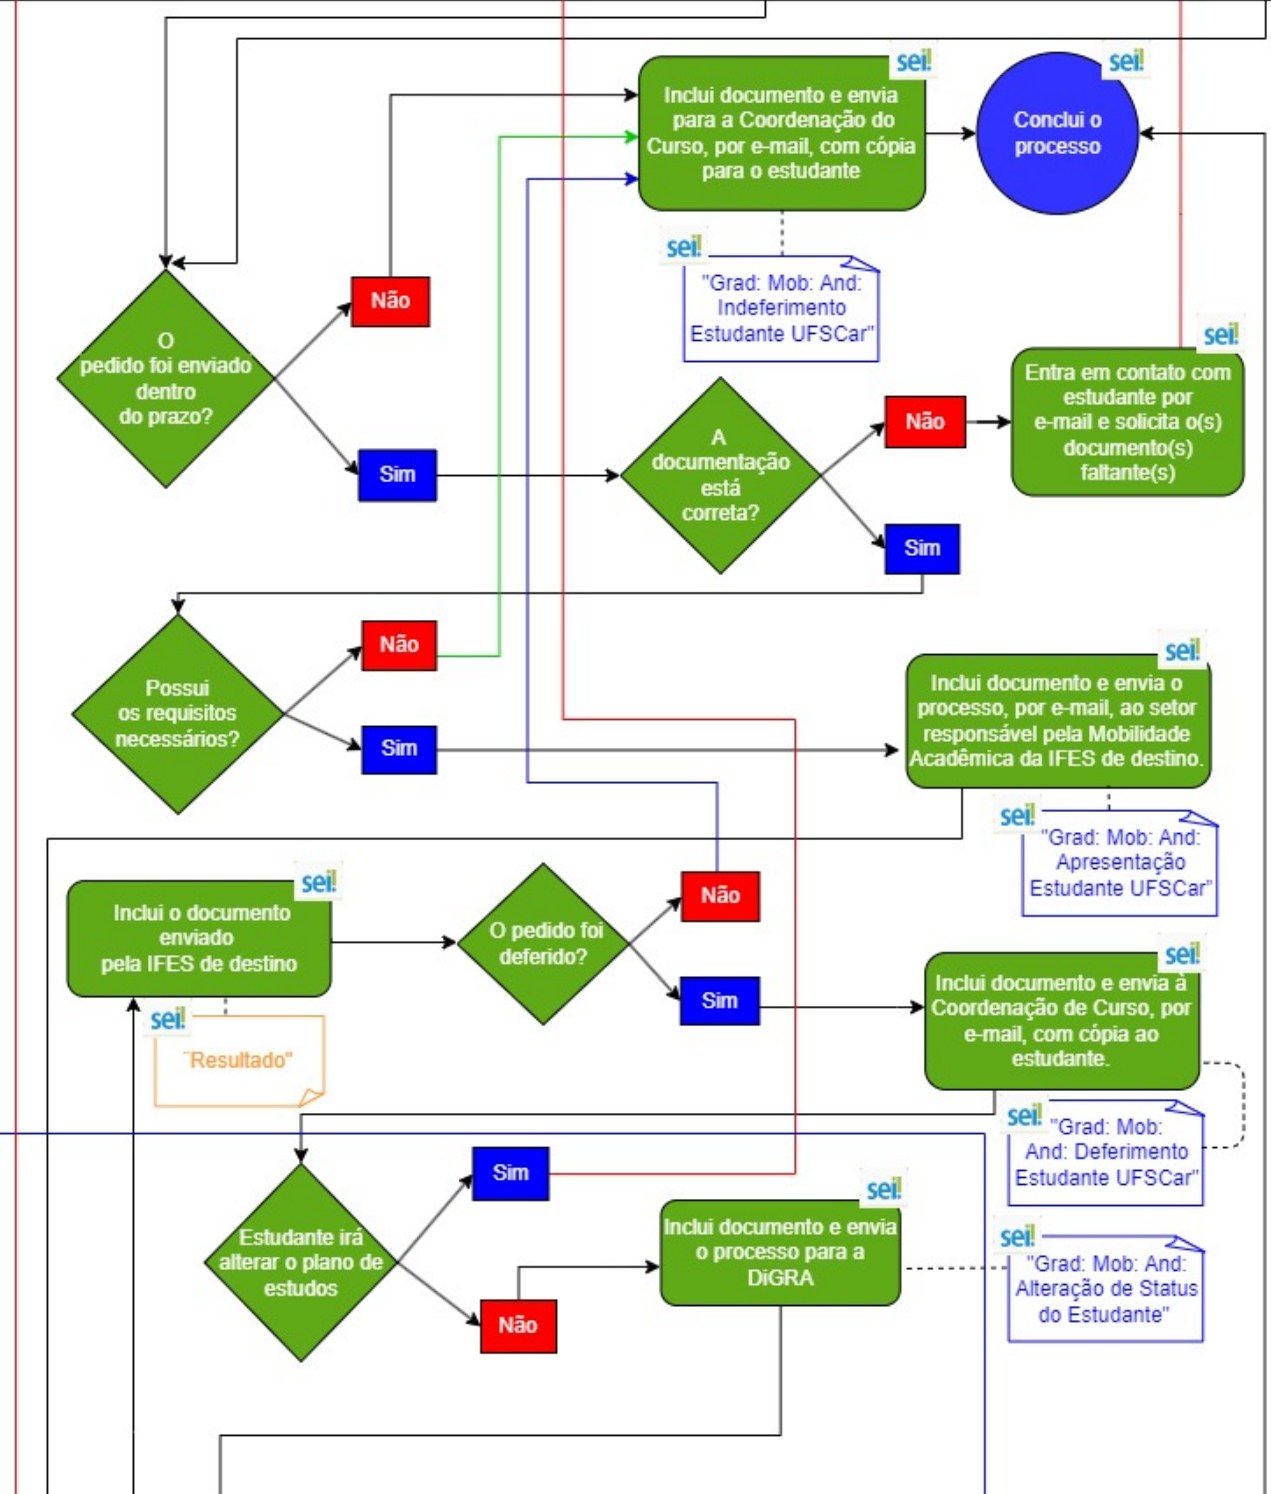 sei!
sei!
Inclui documento e envia
para a Coordenação do
Curso, por e-mail, com cópia
para o estudante
Conclui o
processo
sei!
"Grad: Mob: And:
Indeferimento
Estudante UFSCar"
Não
O
pedido foi enviado
dentro
do prazo?
Sim
A
documentação
está
correta?
Não
Sim
sei!
Entra em contato com
estudante por
e-mail e solicita o(s)
documento(s)
faltante(s)
Possui
os requisitos
necessários?
Não
Sim
sei!
Inclui documento e envia o
processo, por e-mail, ao setor
responsável pela Mobilidade
Acadêmica da IFES de destino.
sei!
"Grad: Mob: And:
Apresentação
Estudante UFSCar"
sei!
Inclui o documento
enviado
pela IFES de destino
sei!
"Resultado"
O pedido foi
deferido?
Não
Sim
sei!
Inclui documento e envia à
Coordenação de Curso, por
e-mail, com cópia ao
estudante.
sei!
"Grad: Mob:
And: Deferimento
Estudante UFSCar"
Estudante irá
alterar o plano de
estudos
Sim
Não
sei!
Inclui documento e envia
o processo para a
DiGRA
sei!
"Grad: Mob: And:
Alteração de Status
do Estudante"